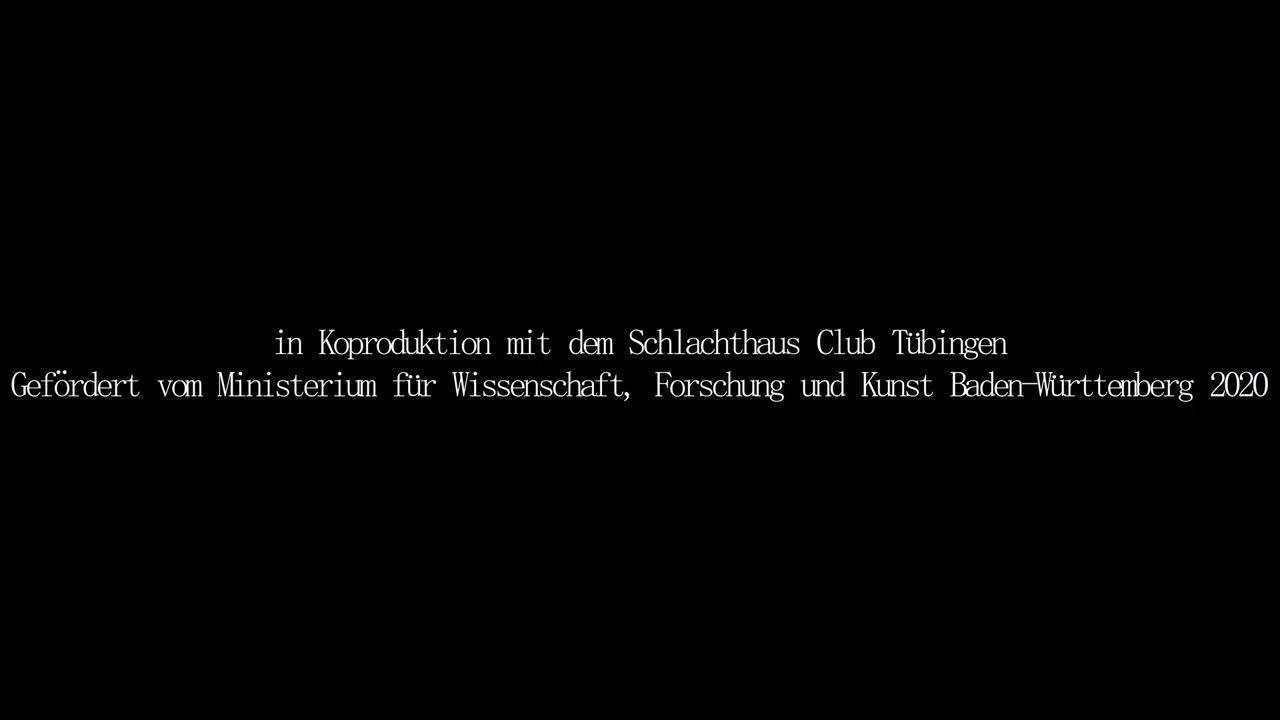 in Koproduktion mit dem Schlachthaus Club Tübingen
Gefördert vom Ministerium für Wissenschaft, Forschung und Kunst Baden-Württemberg 2020